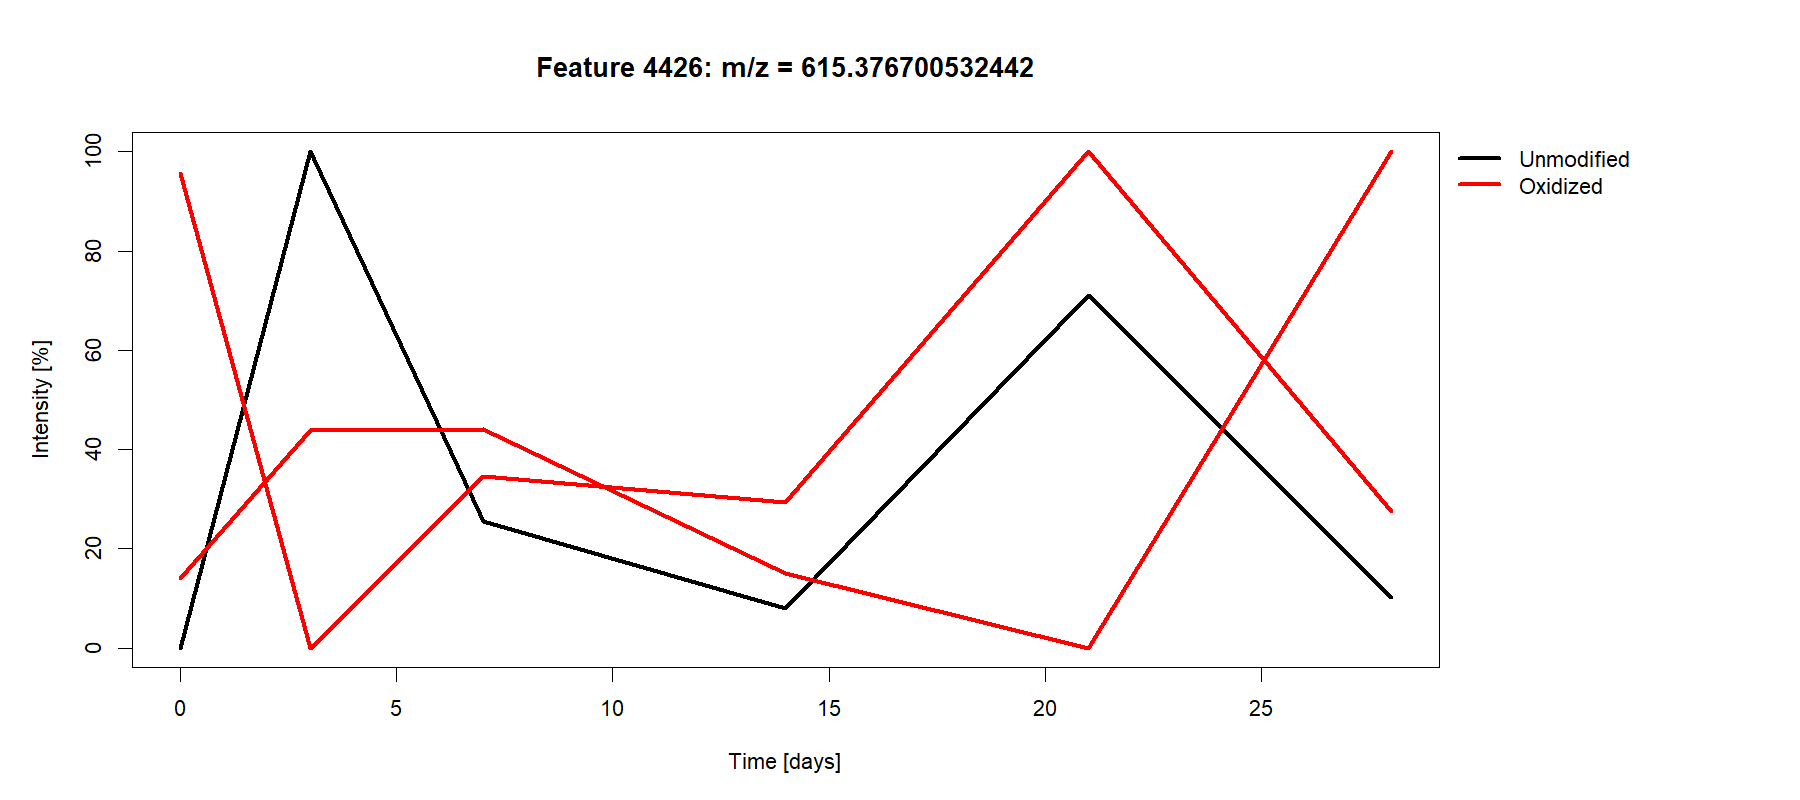 Feature 4426: m/z = 615.376700532442
Unmodified
Oxidized
Intensity [%]
100
80
60
40
20
0
0 5 10 15 20 25
Time [days]